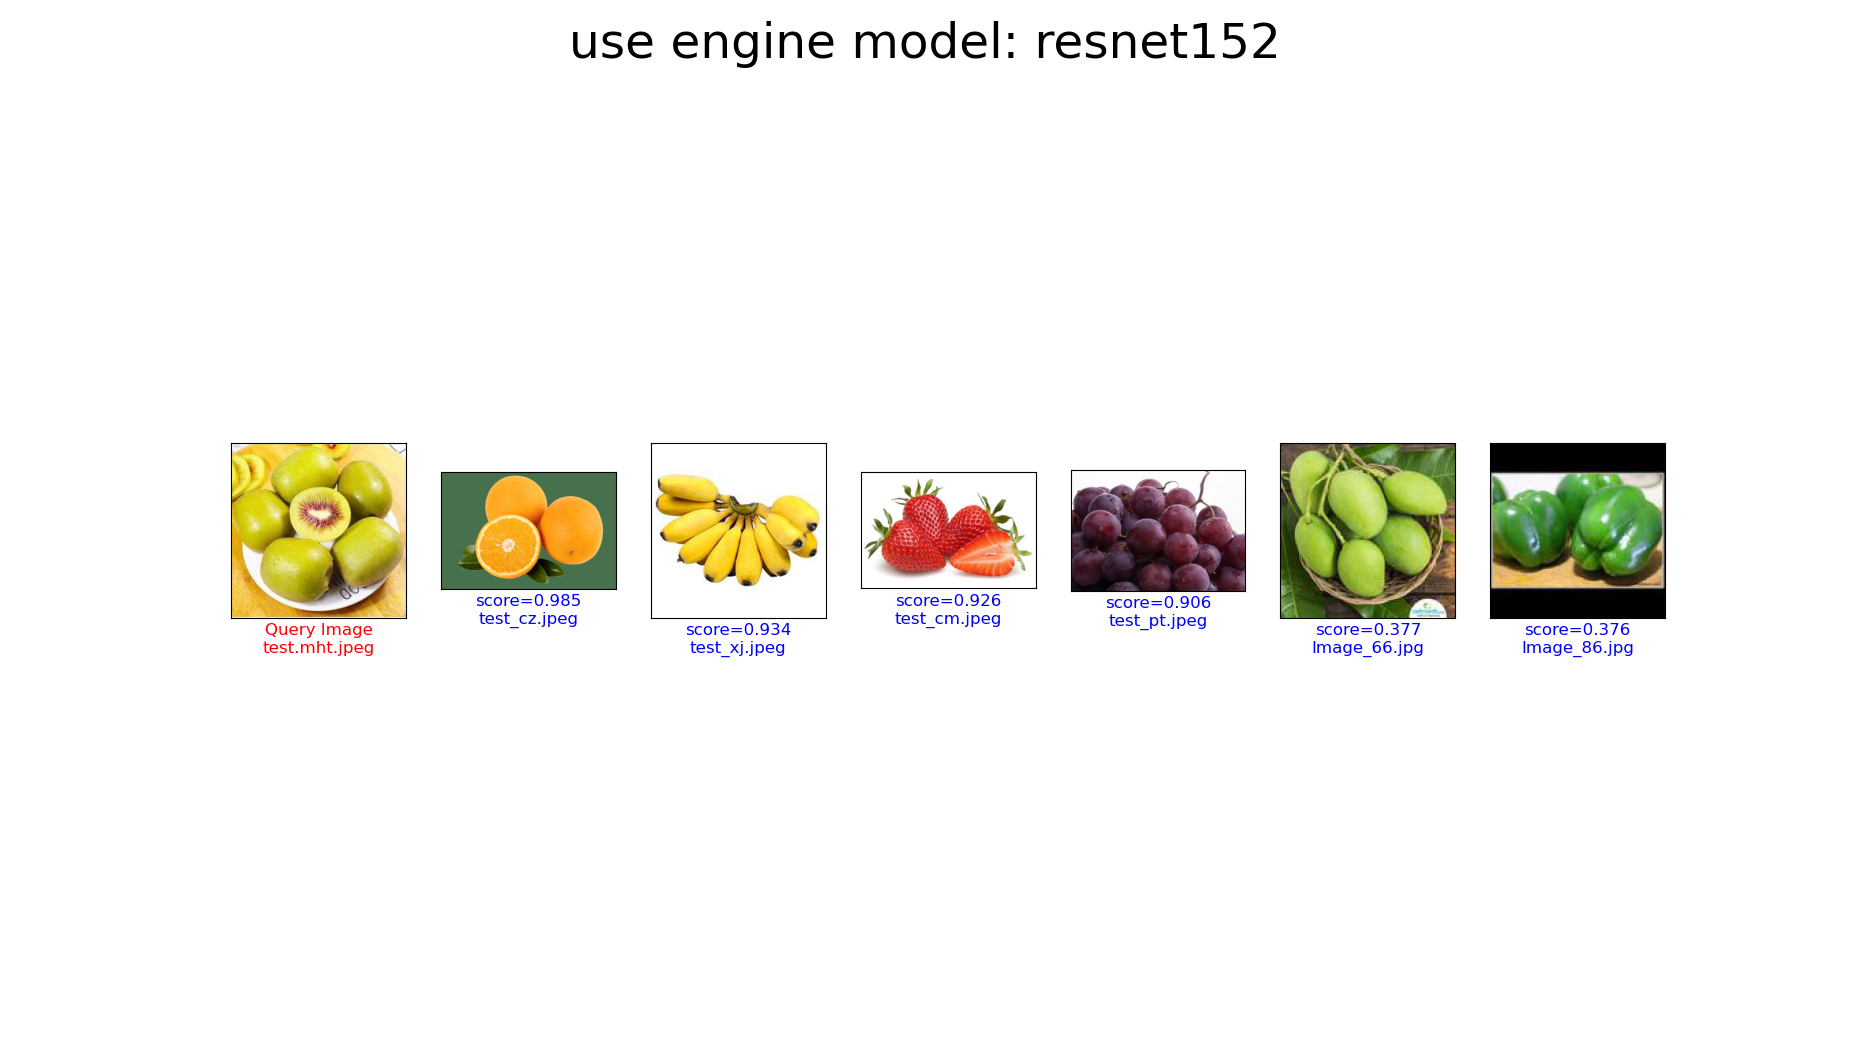 use engine model: resnet152
Query Image
test.mht.jpeg
score=0.985
test_cz.jpeg
score=0.934
test_xj.jpeg
score=0.926
test_cm.jpeg
score=0.906
test_pt.jpeg
score=0.377
Image_66.jpg
score=0.376
Image_86.jpg